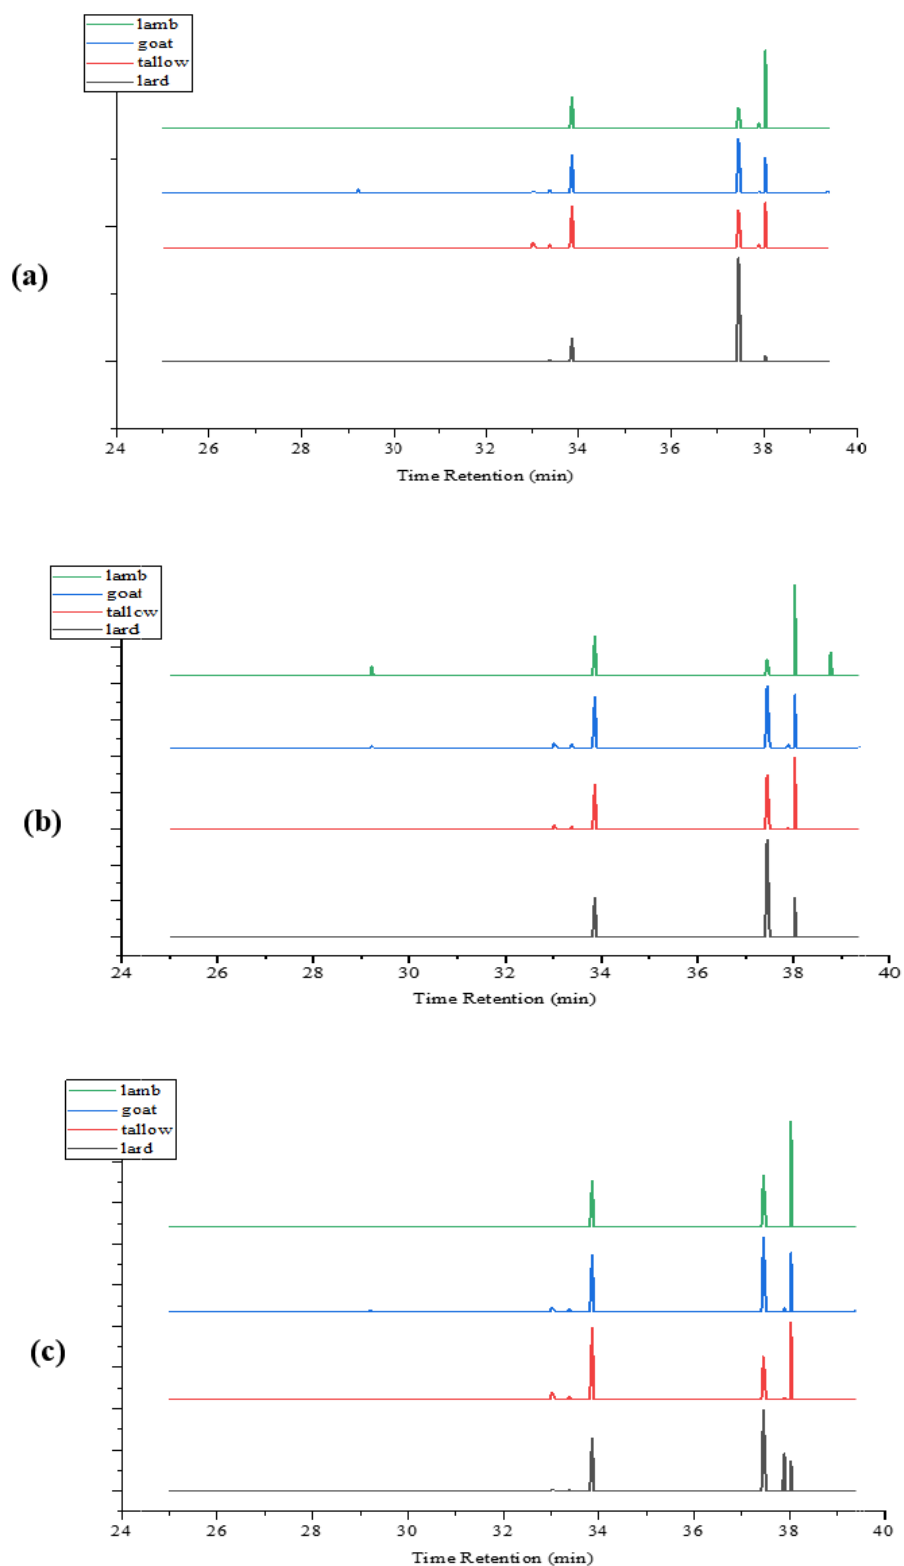 lamb
goat
tallow
lard
(a)
24 26 28 30 32 34 36 38 40
Time Retention (min)
lamb
goat
tallow
lard
(b)
24 26 28 30 32 34 36 38 40
Time Retention (min)
lamb
goat
tallow
lard
(c)
24 26 28 30 32 34 36 38 40
Time Retention (min)